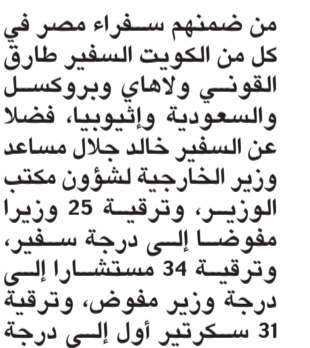 من ضمنهم سفراء مصر في
كل من الكويت السفير طارق
القوني ولاهاي وبروكسل
والسعودية وإثيوبيا، فضلا
عن السفير خالد جلال مساعد
وزير الخارجية لشؤون مكتب
الوزير، وترقية 25 وزيرا
مفوضا إلى درجة سفير،
وترقية 34 مستشارا إلى
درجة وزير مفوض، وترقية
31 سكرتير أول إلى درجة